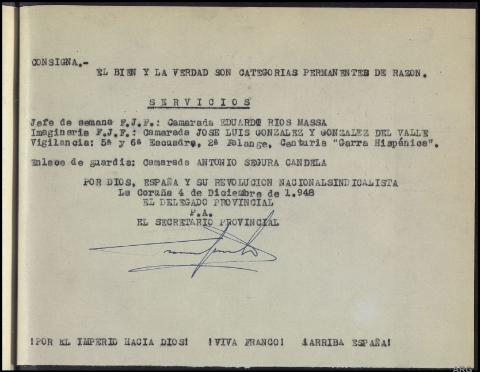 CONSIGNA.-
EL BIEN Y LA VERDAD SON CATEGORIAS PERMANENTES DE RAZON.
SERVICIOS
Jefe de semana F.J.F.: Camarada EDUARDO RIOS MASSA
Imaginaria F.J.F.: Camarada JOSE LUIS GONZALEZ Y GONZALEZ DEL VALLE
Vigilancia: 5ª y 6ª Escuadra, 2ª Falange, Centuria "Garra Hispánica".
Enlace de guardia: Camarada ANTONIO SEGURA CANDELA
POR DIOS, ESPAÑA Y SU REVOLUCION NACIONALSINDICALISTA
La Coruña 4 de Diciembre de 1.948
EL DELEGADO PROVINCIAL
P.A.
EL SECRETARIO PROVINCIAL
¡POR EL IMPERIO HACIA DIOS! ¡VIVA FRANCO! ¡ARRIBA ESPAÑA!
ARG